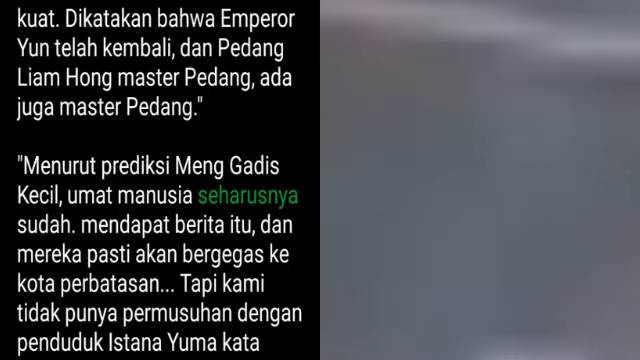 kuat. Dikatakan bahwa Emperor
Yun telah kembali, dan Pedang
Liam Hong master Pedang, ada
juga master Pedang."
"Menurut prediksi Meng Gadis
Kecil, umat manusia seharusnya
sudah. mendapat berita itu, dan
mereka pasti akan bergegas ke
kota perbatasan... Tapi kami
tidak punya permusuhan dengan
penduduk Istana Yuma kata